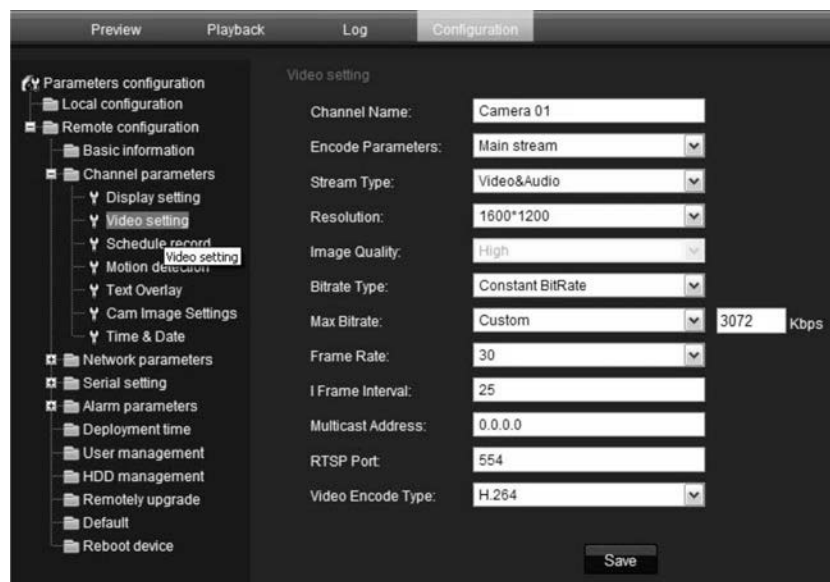 Preview Playback Log Configuration
Parameters configuration
Local configuration
Remote configuration
Basic information
Channel parameters
Display setting
Video setting
Schedule record
Video setting
Motion detection
Text Overlay
Cam Image Settings
Time & Date
Network parameters
Serial setting
Alarm parameters
Deployment time
User management
HDD management
Remotely upgrade
Default
Reboot device
Video setting
Channel Name: Camera 01
Encode Parameters: Main stream
Stream Type: Video&Audio
Resolution: 1600*1200
Image Quality: High
Bitrate Type: Constant BitRate
Max Bitrate: Custom 3072 Kbps
Frame Rate: 30
I Frame Interval: 25
Multicast Address: 0.0.0.0
RTSP Port: 554
Video Encode Type: H.264
Save